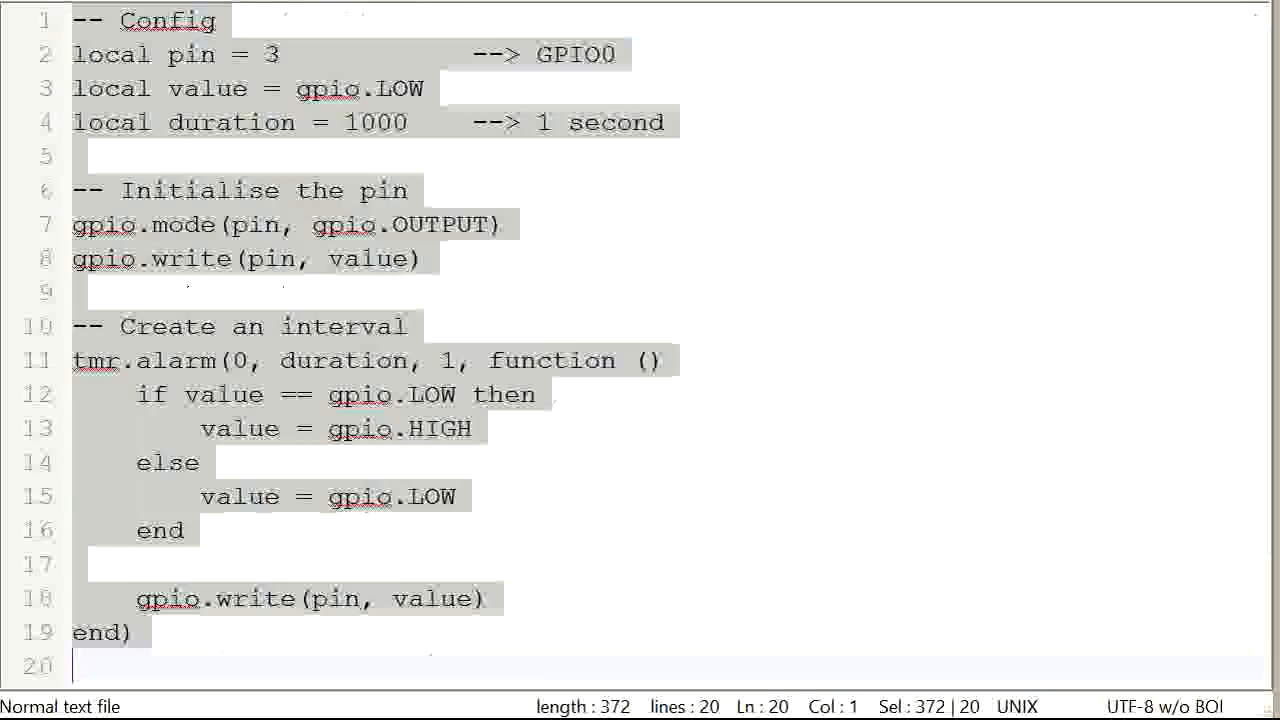 1 -- Config
2 local pin = 3            --> GPIO0
3 local value = gpio.LOW
4 local duration = 1000    --> 1 second
5
6 -- Initialise the pin
7 gpio.mode(pin, gpio.OUTPUT)
8 gpio.write(pin, value)
9
10 -- Create an interval
11 tmr.alarm(0, duration, 1, function ()
12     if value == gpio.LOW then
13         value = gpio.HIGH
14     else
15         value = gpio.LOW
16     end
17
18     gpio.write(pin, value)
19 end)
20
Normal text file length : 372 lines : 20 Ln : 20 Col : 1 Sel : 372 | 20 UNIX UTF-8 w/o BOI